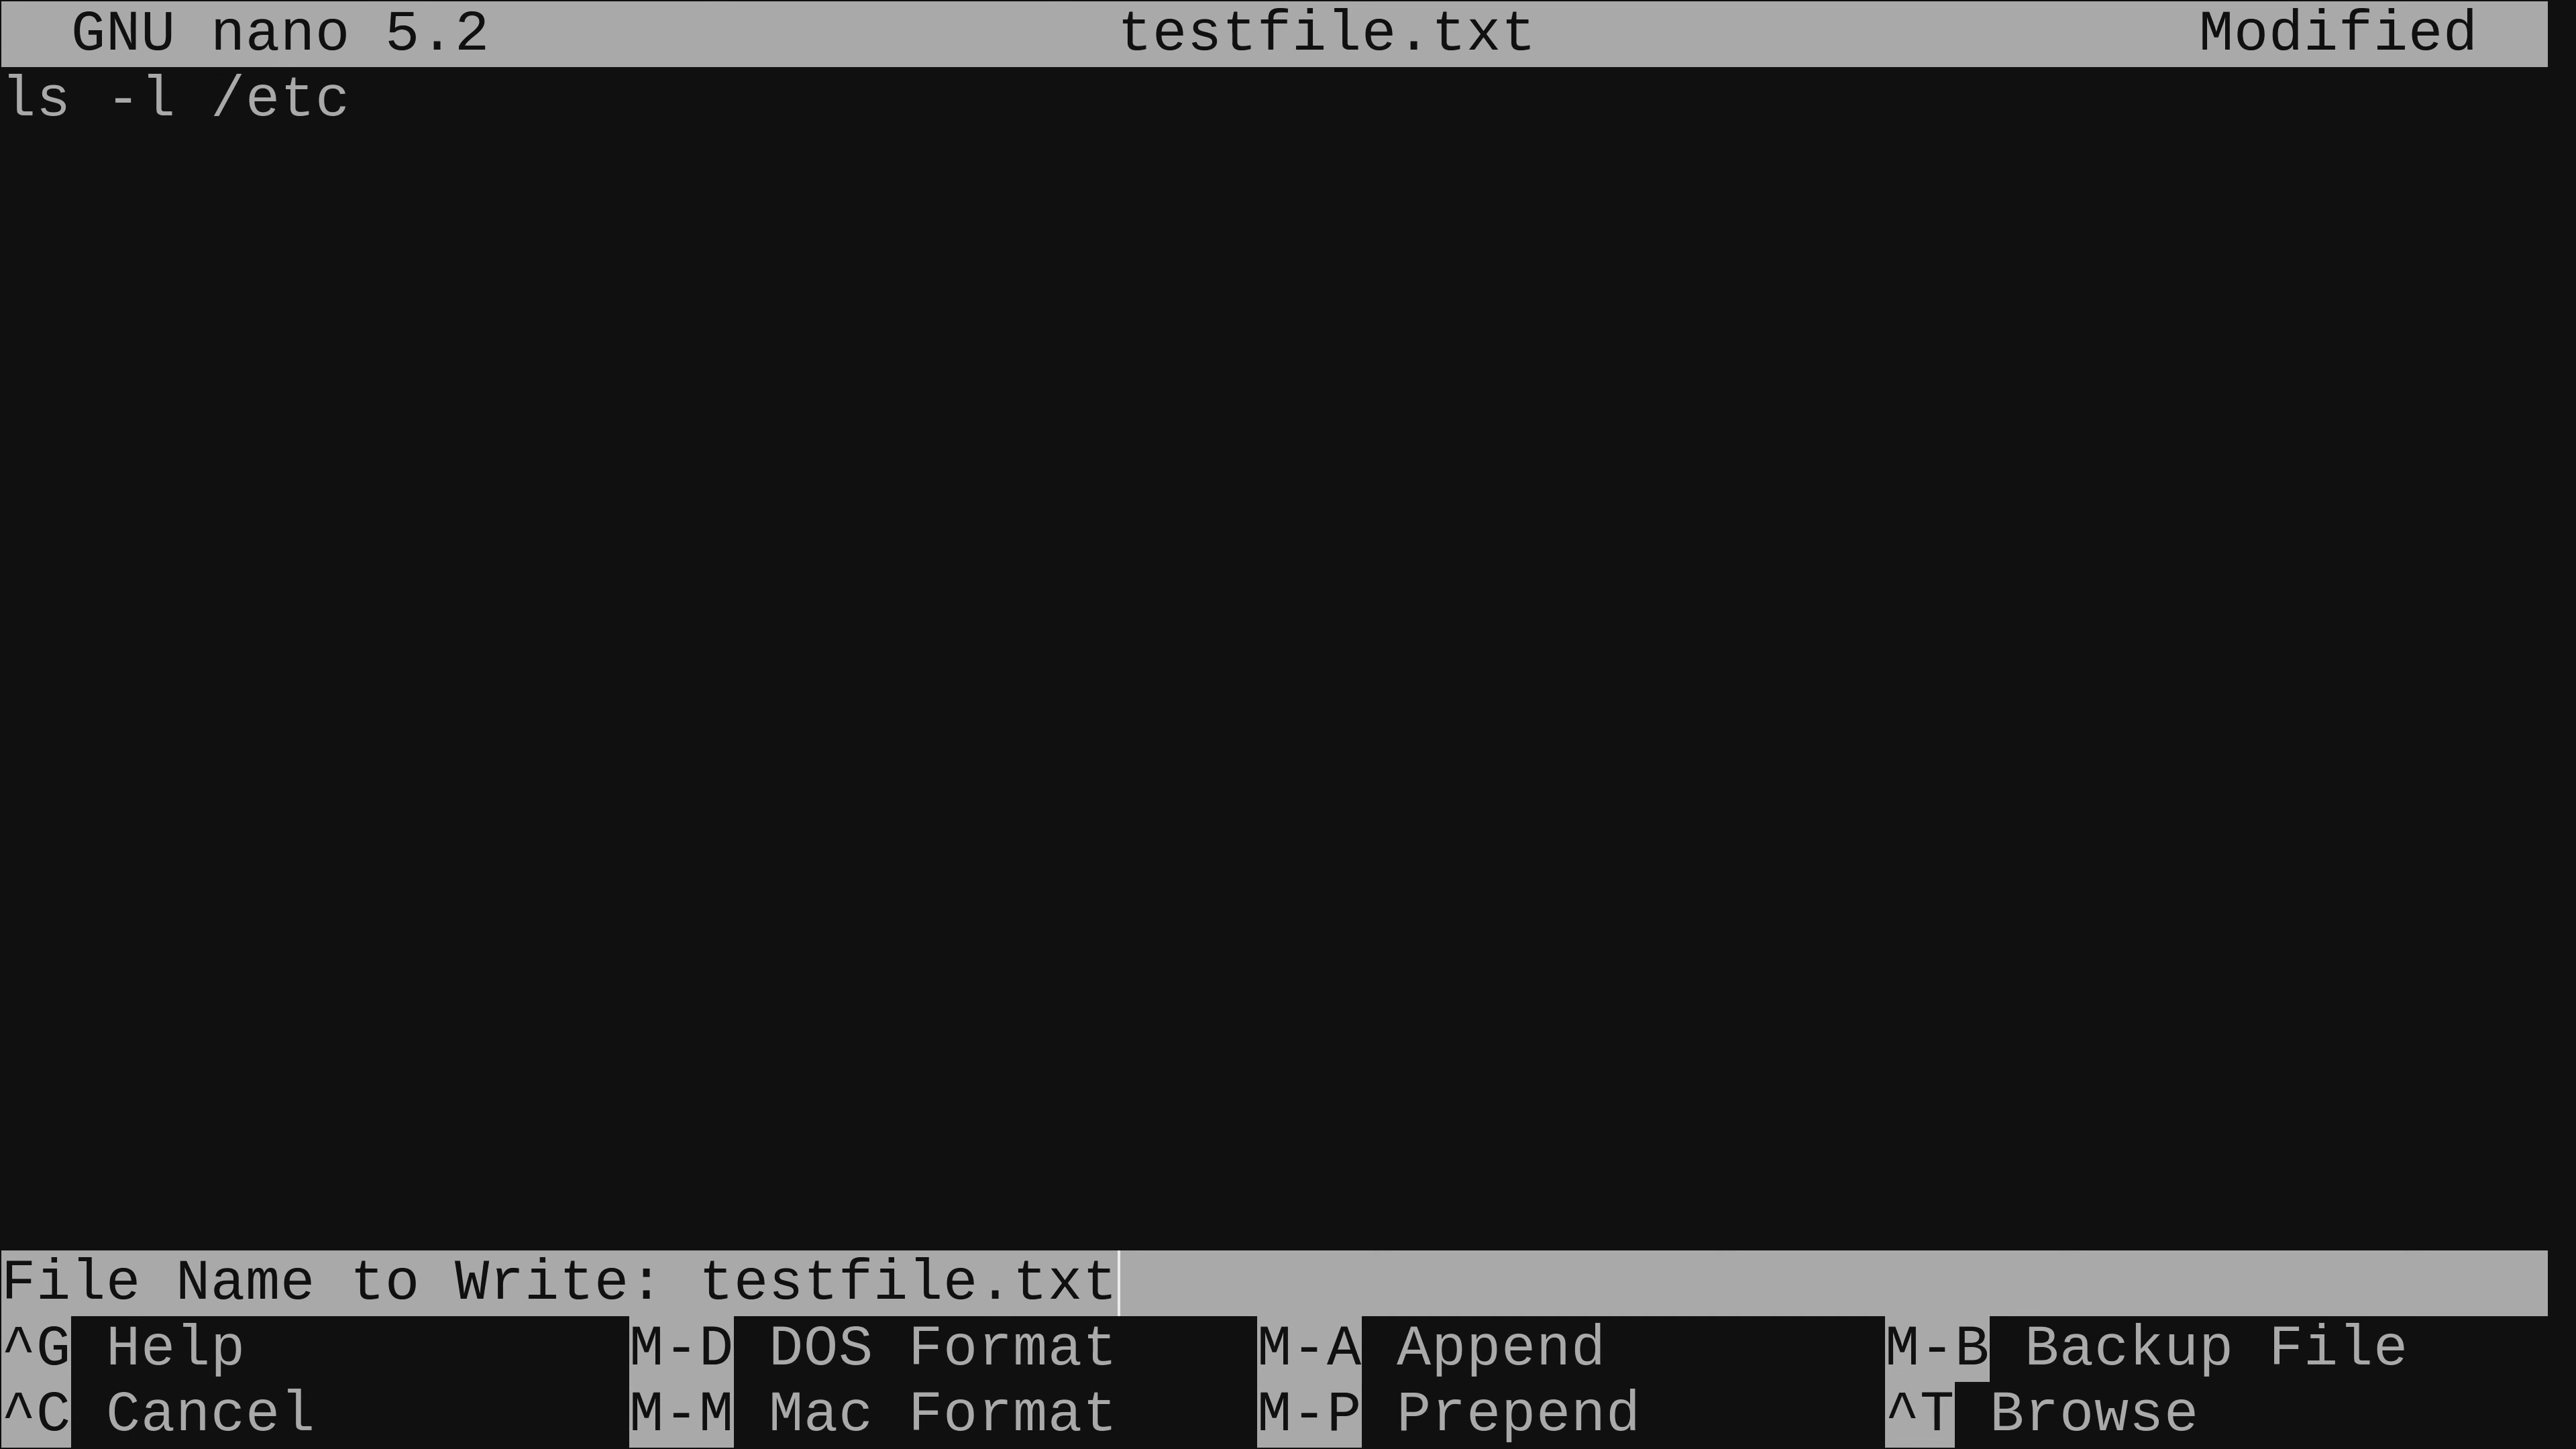 GNU nano 5.2 testfile.txt Modified
ls -l /etc
File Name to Write: testfile.txt
^G Help M-D DOS Format M-A Append M-B Backup File
^C Cancel M-M Mac Format M-P Prepend ^T Browse